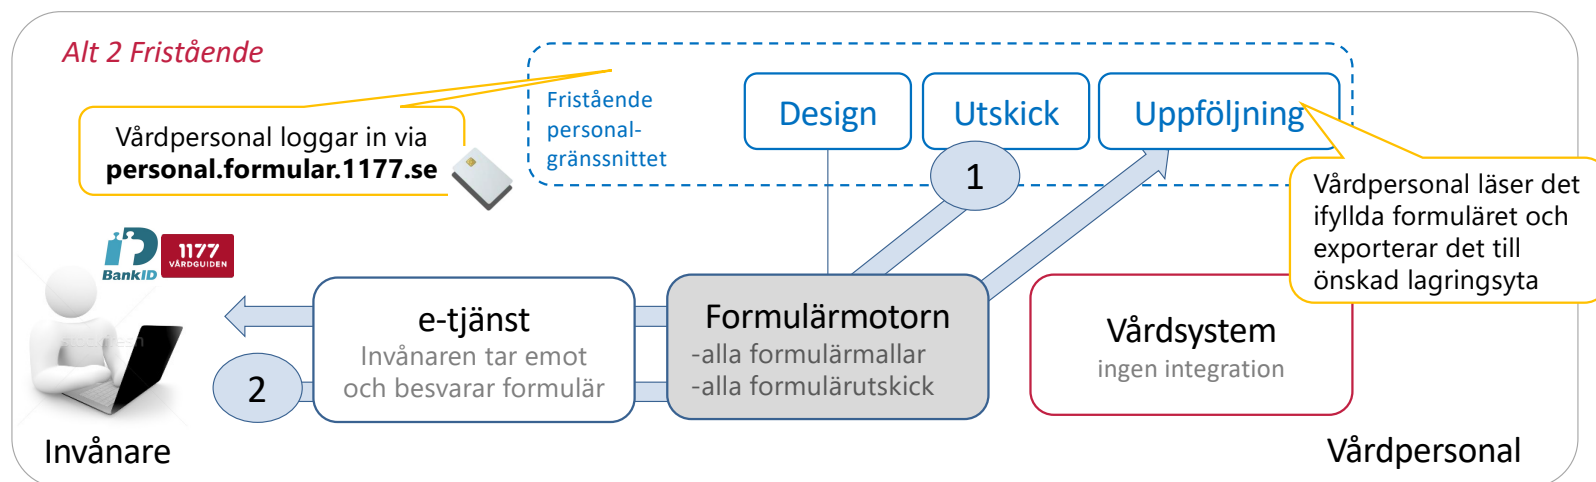 Alt 2 Fristående
Vårdpersonal loggar in via
personal.formular.1177.se
Fristående
personal-
gränssnittet
Design
Utskick
Uppföljning
1
Vårdpersonal läser det
ifyllda formuläret och
exporterar det till
önskad lagringsyta
BankID
1177
VÅRDGUIDEN
e-tjänst
Invånaren tar emot
och besvarar formulär
2
Formulärmotorn
-alla formulärmallar
-alla formulärutskick
Vårdsystem
ingen integration
Invånare
Vårdpersonal